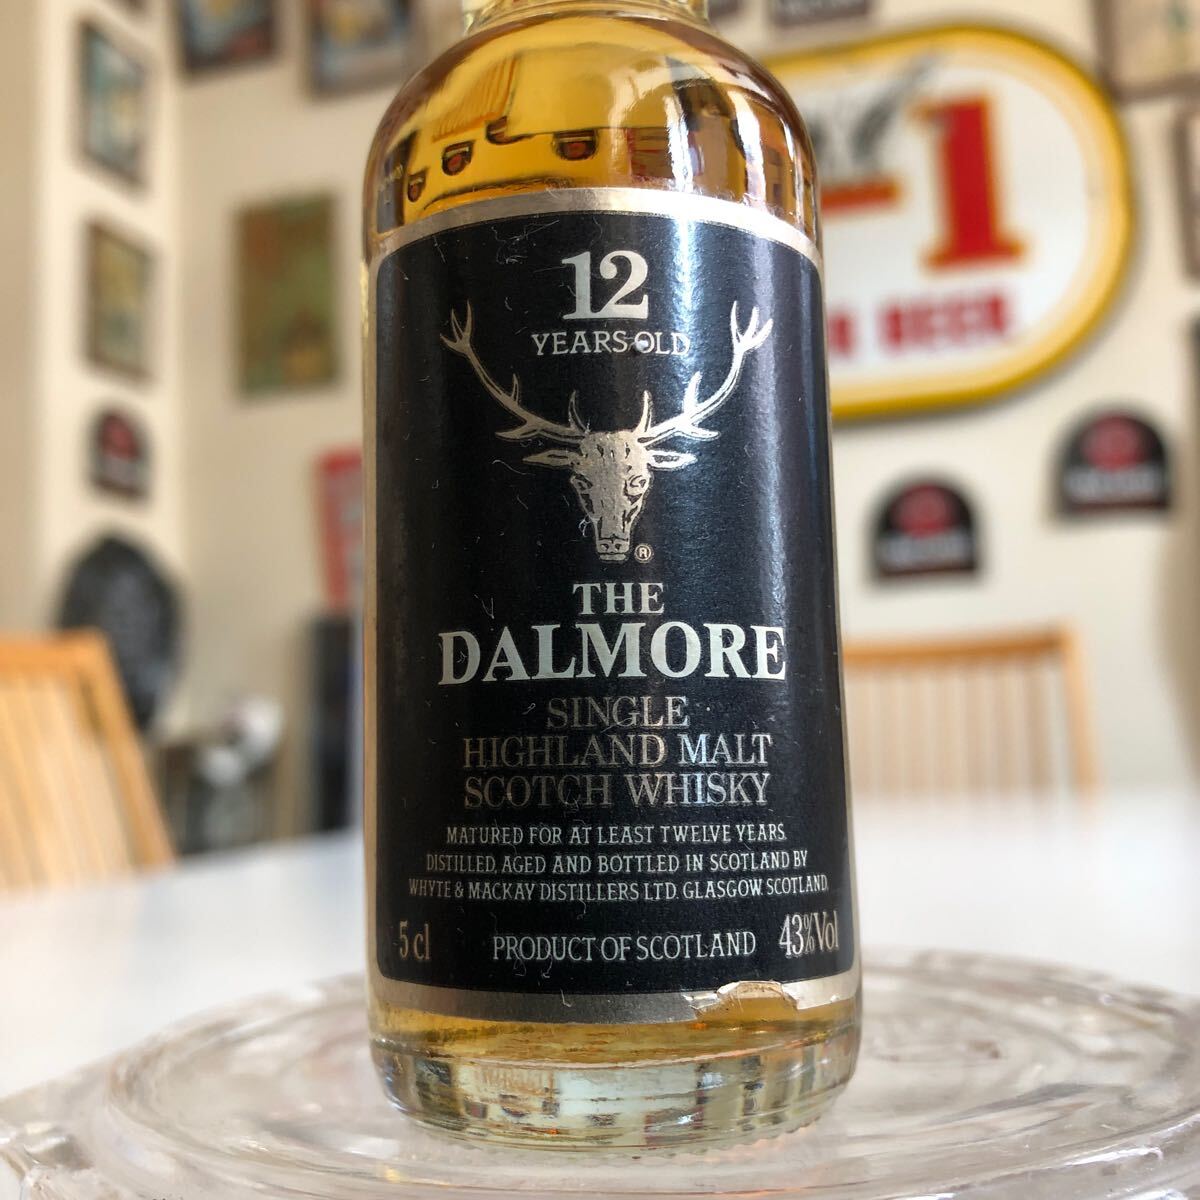 12
YEARS OLD
®
THE
DALMORE
SINGLE
HIGHLAND MALT
SCOTCH WHISKY
MATURED FOR AT LEAST TWELVE YEARS.
DISTILLED, AGED AND BOTTLED IN SCOTLAND BY
WHYTE & MACKAY DISTILLERS LTD. GLASGOW. SCOTLAND.
5 cl PRODUCT OF SCOTLAND 43%Vol
1
BEER